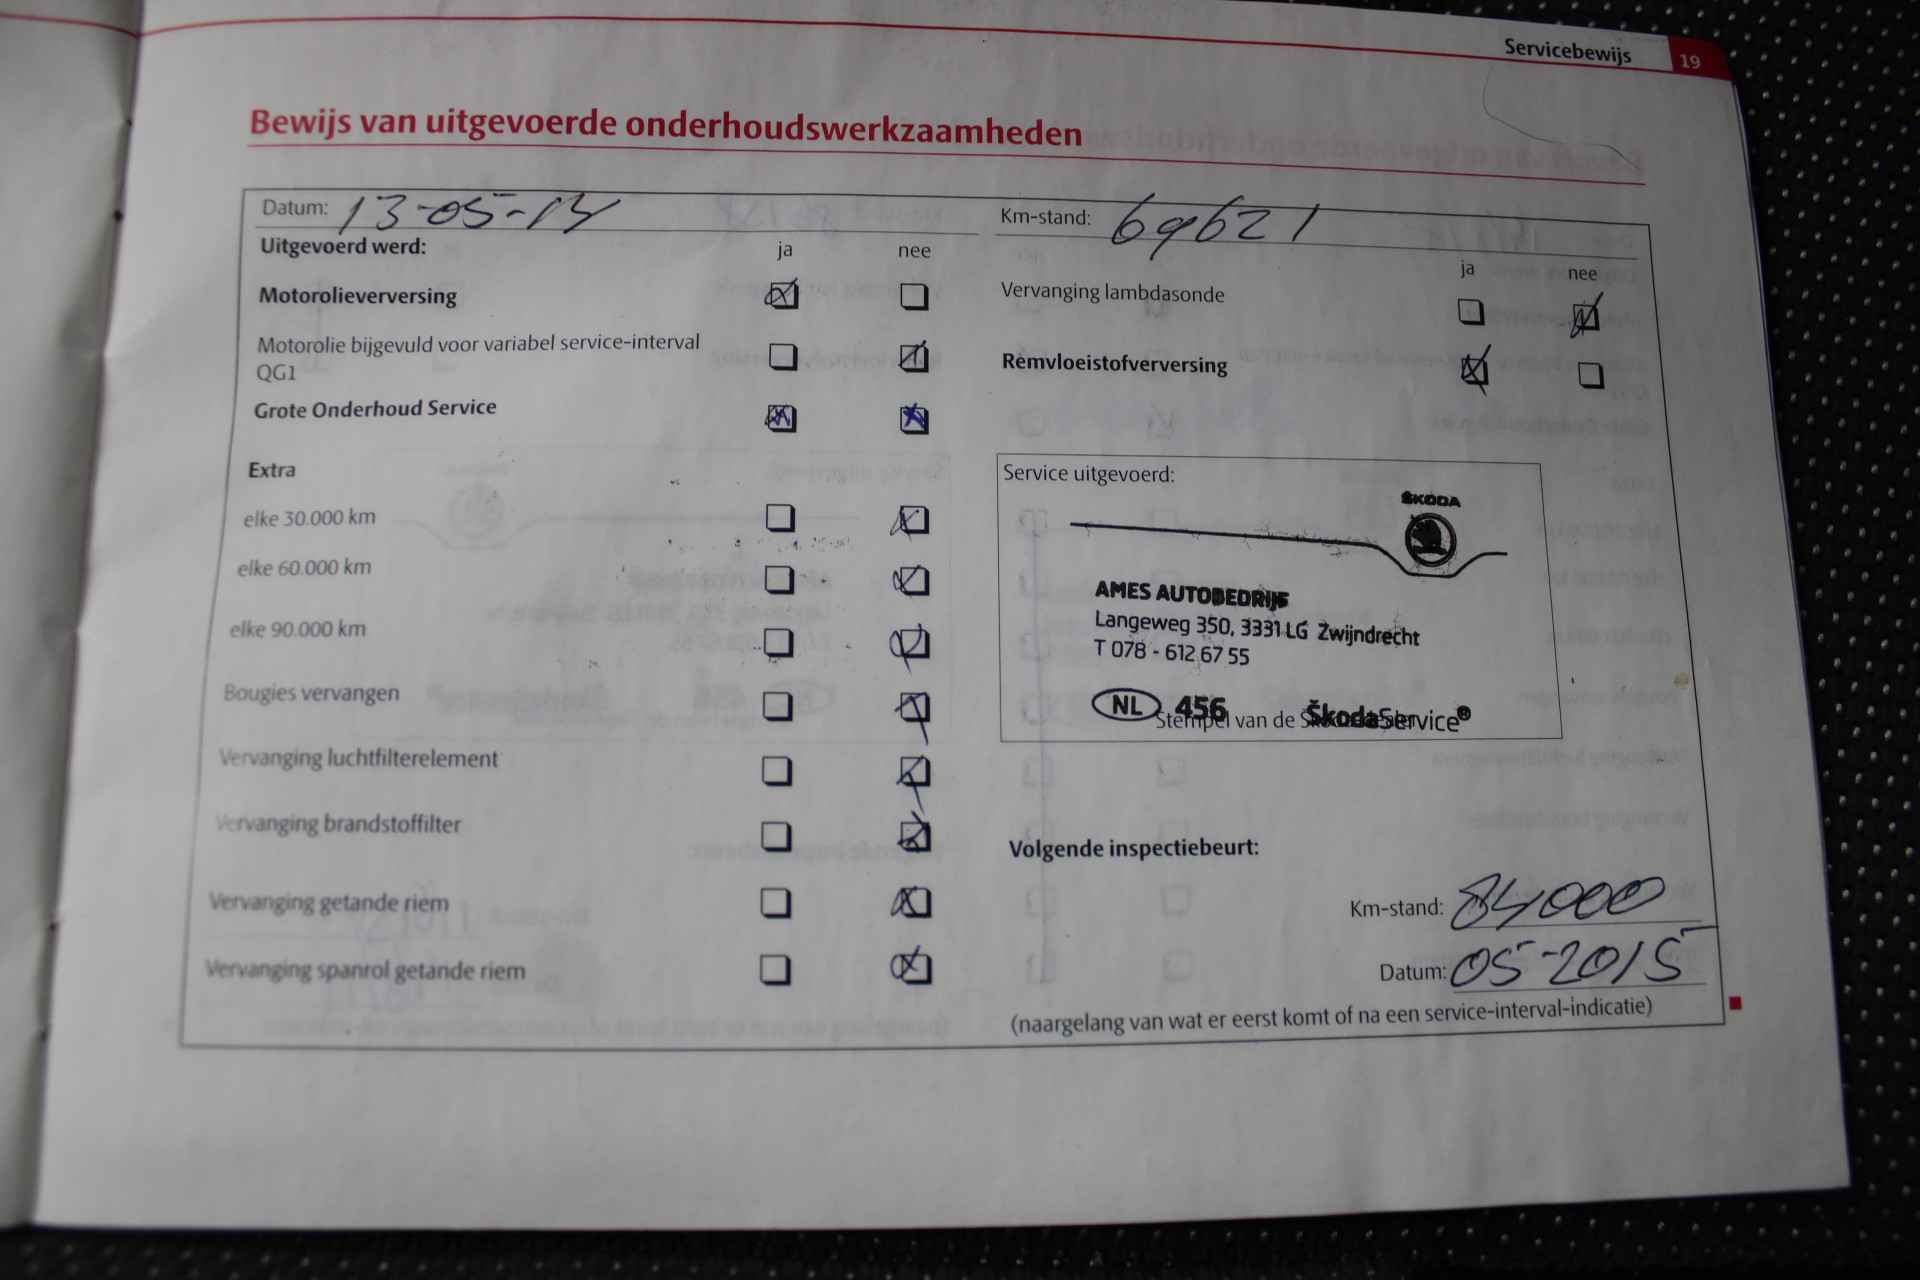 Servicebewijs 19
Bewijs van uitgevoerde onderhoudswerkzaamheden
Datum: 13-05-14
Uitgevoerd werd: ja nee
Motorolieverversing
Motorolie bijgevuld voor variabel service-interval
QG1
Grote Onderhoud Service
Extra
elke 30.000 km
elke 60.000 km
elke 90.000 km
Bougies vervangen
Vervanging luchtfilterelement
Vervanging brandstoffilter
Vervanging getande riem
Vervanging spanrol getande riem
Km-stand: 69621
ja nee
Vervanging lambdasonde
Remvloeistofverversing
Service uitgevoerd:
ŠKODA
AMES AUTOBEDRIJF
Langeweg 350, 3331 LG Zwijndrecht
T 078 - 612 67 55
NL 456 ŠkodaService®
Stempel van de
Volgende inspectiebeurt:
Km-stand: 84000
Datum: 05-2015
(naargelang van wat er eerst komt of na een service-interval-indicatie)